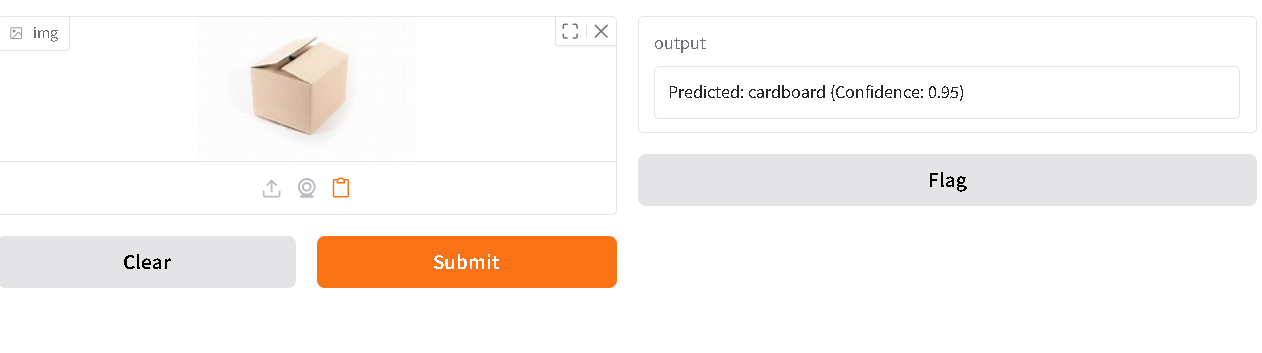 img
output
Predicted: cardboard (Confidence: 0.95)
Flag
Clear
Submit